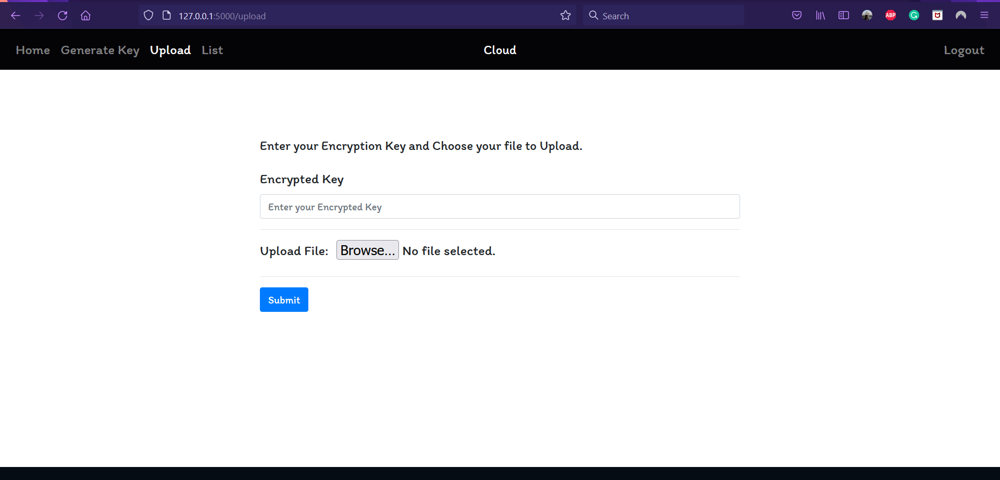 127.0.0.1:5000/upload
Search
ABP
Home Generate Key Upload List
Cloud
Logout
Enter your Encryption Key and Choose your file to Upload.
Encrypted Key
Enter your Encrypted Key
Upload File: Browse... No file selected.
Submit